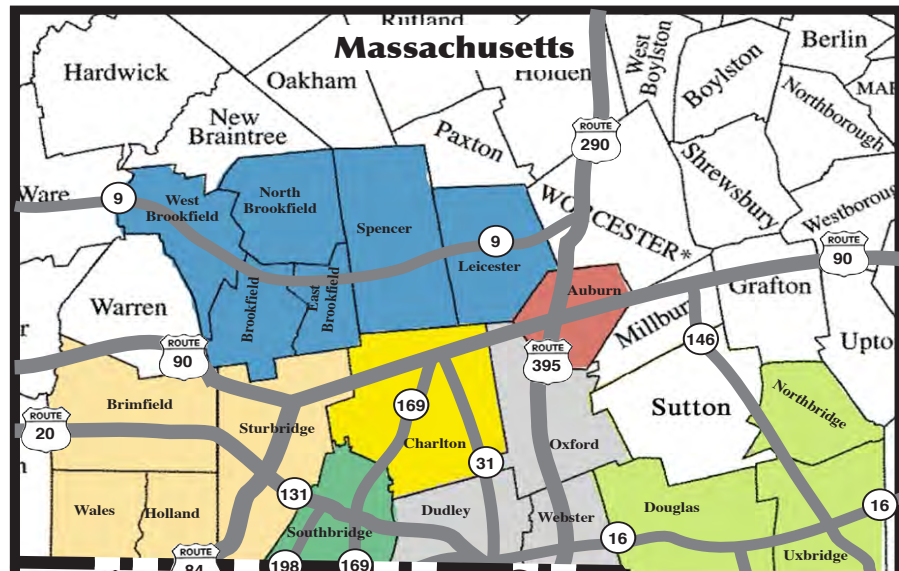 Rutland
Massachusetts
Hardwick
Oakham
Holden
West
Boylston
Boylston
Berlin
Northborough
MAR
New
Braintree
Paxton
ROUTE
290
Shrewsbury
Westboroug
Ware
9
West
Brookfield
North
Brookfield
Spencer
9
Leicester
WORCESTER*
ROUTE
90
Warren
Brookfield
East
Brookfield
Auburn
Millbury
Grafton
Upto
r
ROUTE
90
ROUTE
395
146
Brimfield
Sturbridge
169
Charlton
Oxford
Sutton
Northbridge
ROUTE
20
31
131
Wales
Holland
Southbridge
Dudley
Webster
Douglas
16
16
Uxbridge
ROUTE
84
198
169